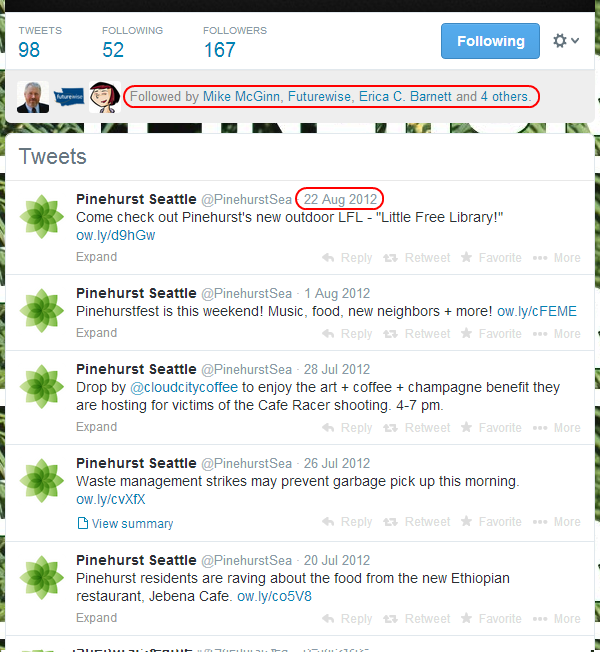 TWEETS FOLLOWING FOLLOWERS
98 52 167
Following
futurewise
Followed by Mike McGinn, Futurewise, Erica C. Barnett and 4 others.
Tweets
Pinehurst Seattle @PinehurstSea · 22 Aug 2012
Come check out Pinehurst's new outdoor LFL - "Little Free Library!"
ow.ly/d9hGw
Expand Reply Retweet Favorite More
Pinehurst Seattle @PinehurstSea · 1 Aug 2012
Pinehurstfest is this weekend! Music, food, new neighbors + more! ow.ly/cFEME
Expand Reply Retweet Favorite More
Pinehurst Seattle @PinehurstSea · 28 Jul 2012
Drop by @cloudcitycoffee to enjoy the art + coffee + champagne benefit they
are hosting for victims of the Cafe Racer shooting. 4-7 pm.
Expand Reply Retweet Favorite More
Pinehurst Seattle @PinehurstSea · 26 Jul 2012
Waste management strikes may prevent garbage pick up this morning.
ow.ly/cvXfX
View summary Reply Retweet Favorite More
Pinehurst Seattle @PinehurstSea · 20 Jul 2012
Pinehurst residents are raving about the food from the new Ethiopian
restaurant, Jebena Cafe. ow.ly/co5V8
Expand Reply Retweet Favorite More